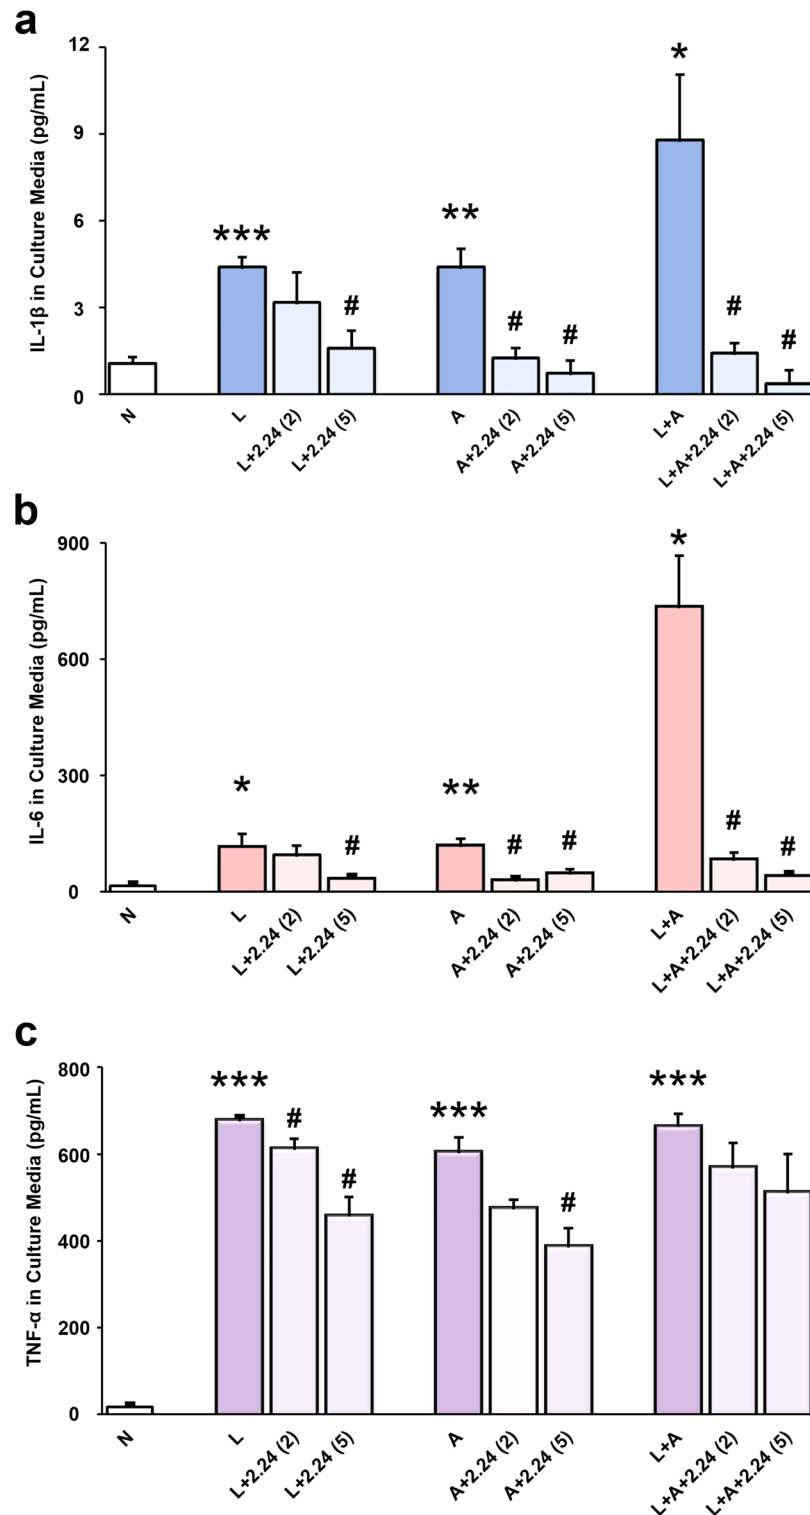 a
IL-1β in Culture Media (pg/mL)
12
9
6
3
0
***
#
**
#
#
*
#
#
N
L
L+2.24 (2)
L+2.24 (5)
A
A+2.24 (2)
A+2.24 (5)
L+A
L+A+2.24 (2)
L+A+2.24 (5)
b
IL-6 in Culture Media (pg/mL)
900
600
300
0
*
#
**
#
#
*
#
#
N
L
L+2.24 (2)
L+2.24 (5)
A
A+2.24 (2)
A+2.24 (5)
L+A
L+A+2.24 (2)
L+A+2.24 (5)
c
TNF-α in Culture Media (pg/mL)
800
600
400
200
0
***
#
#
***
#
***
N
L
L+2.24 (2)
L+2.24 (5)
A
A+2.24 (2)
A+2.24 (5)
L+A
L+A+2.24 (2)
L+A+2.24 (5)